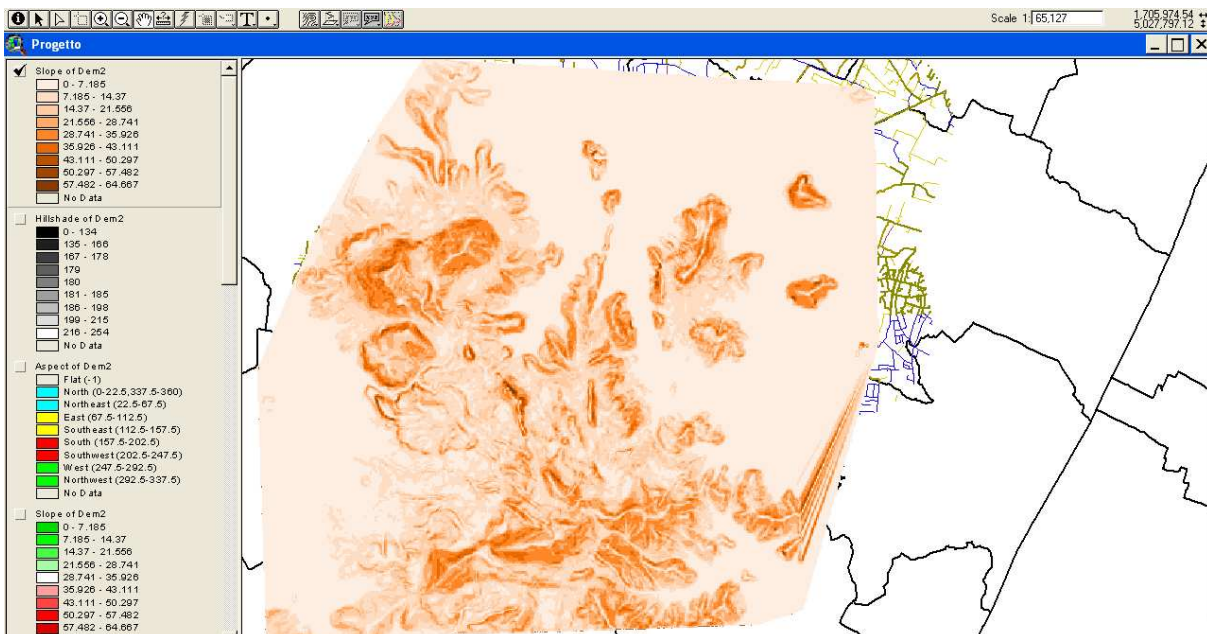 Scale 1: 65,127
1,705,974.54
5,027,797.12
Progetto
Slope of Dem2
0 - 7.185
7.185 - 14.37
14.37 - 21.556
21.556 - 28.741
28.741 - 35.926
35.926 - 43.111
43.111 - 50.297
50.297 - 57.482
57.482 - 64.667
No Data
Hillshade of Dem2
0 - 134
135 - 166
167 - 178
179
180
181 - 185
186 - 198
199 - 215
216 - 254
No Data
Aspect of Dem2
Flat (-1)
North (0-22.5,337.5-360)
Northeast (22.5-67.5)
East (67.5-112.5)
Southeast (112.5-157.5)
South (157.5-202.5)
Southwest (202.5-247.5)
West (247.5-292.5)
Northwest (292.5-337.5)
No Data
Slope of Dem2
0 - 7.185
7.185 - 14.37
14.37 - 21.556
21.556 - 28.741
28.741 - 35.926
35.926 - 43.111
43.111 - 50.297
50.297 - 57.482
57.482 - 64.667